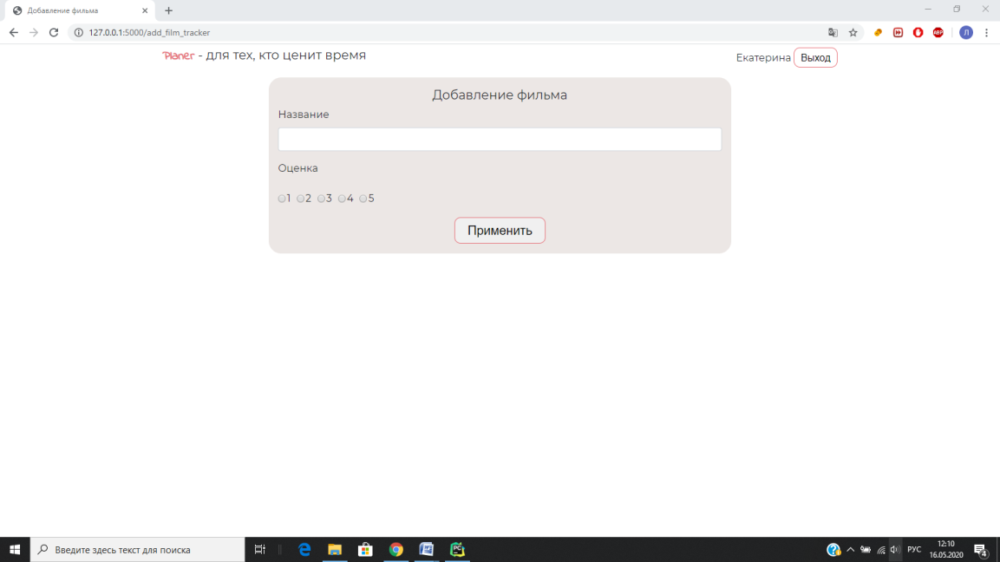 Добавление фильма
127.0.0.1:5000/add_film_tracker
ABP
Л
Planer - для тех, кто ценит время
Екатерина Выход
Добавление фильма
Название
Оценка
1 2 3 4 5
Применить
Введите здесь текст для поиска
PC
РУС
12:10
16.05.2020
4